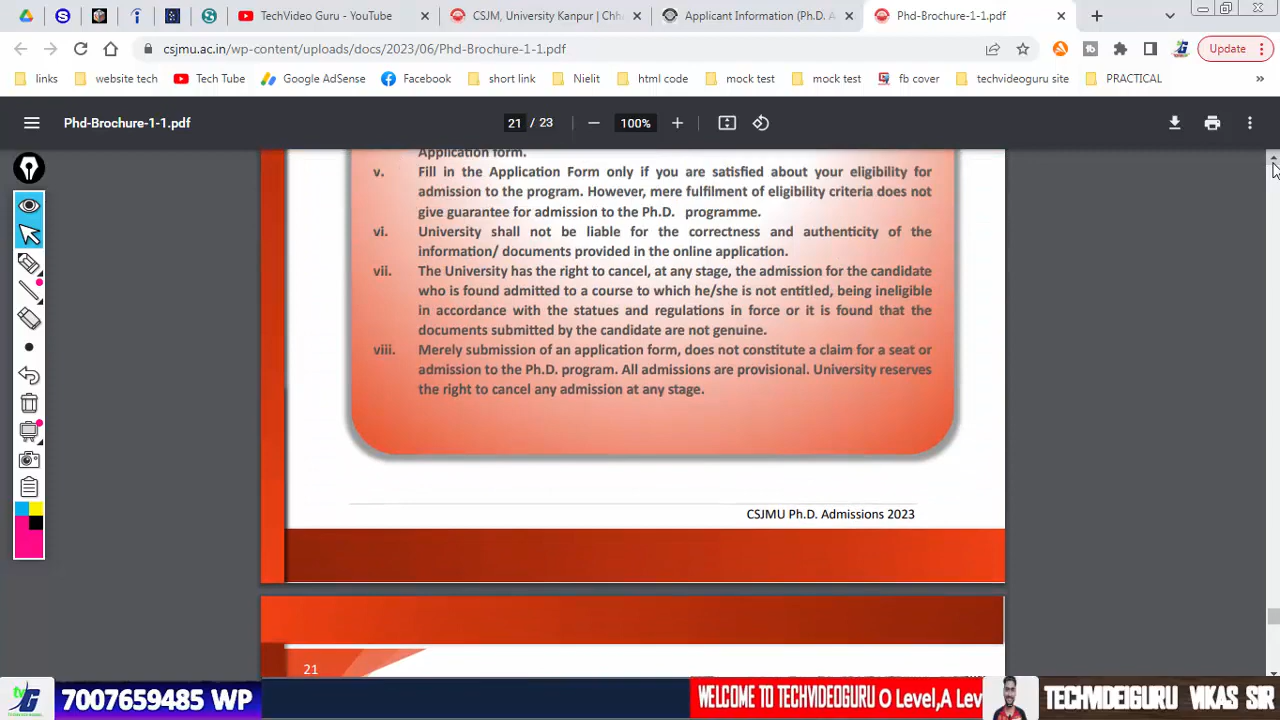 TechVideo Guru - YouTube
CSJM, University Kanpur | Chh
Applicant Information (Ph.D. A
Phd-Brochure-1-1.pdf
csjmu.ac.in/wp-content/uploads/docs/2023/06/Phd-Brochure-1-1.pdf
Update
links
website tech
Tech Tube
Google AdSense
Facebook
short link
Nielit
html code
mock test
mock test
fb cover
techvideoguru site
PRACTICAL
»
Phd-Brochure-1-1.pdf
21 / 23
100%
Application form.
v. Fill in the Application Form only if you are satisfied about your eligibility for
admission to the program. However, mere fulfilment of eligibility criteria does not
give guarantee for admission to the Ph.D. programme.
vi. University shall not be liable for the correctness and authenticity of the
information/ documents provided in the online application.
vii. The University has the right to cancel, at any stage, the admission for the candidate
who is found admitted to a course to which he/she is not entitled, being ineligible
in accordance with the statues and regulations in force or it is found that the
documents submitted by the candidate are not genuine.
viii. Merely submission of an application form, does not constitute a claim for a seat or
admission to the Ph.D. program. All admissions are provisional. University reserves
the right to cancel any admission at any stage.
CSJMU Ph.D. Admissions 2023
21
7007659485 WP
WELCOME TO TECHVIDEOGURU O Level,A Lev
TECHVIDEIGURU VIKAS SIR